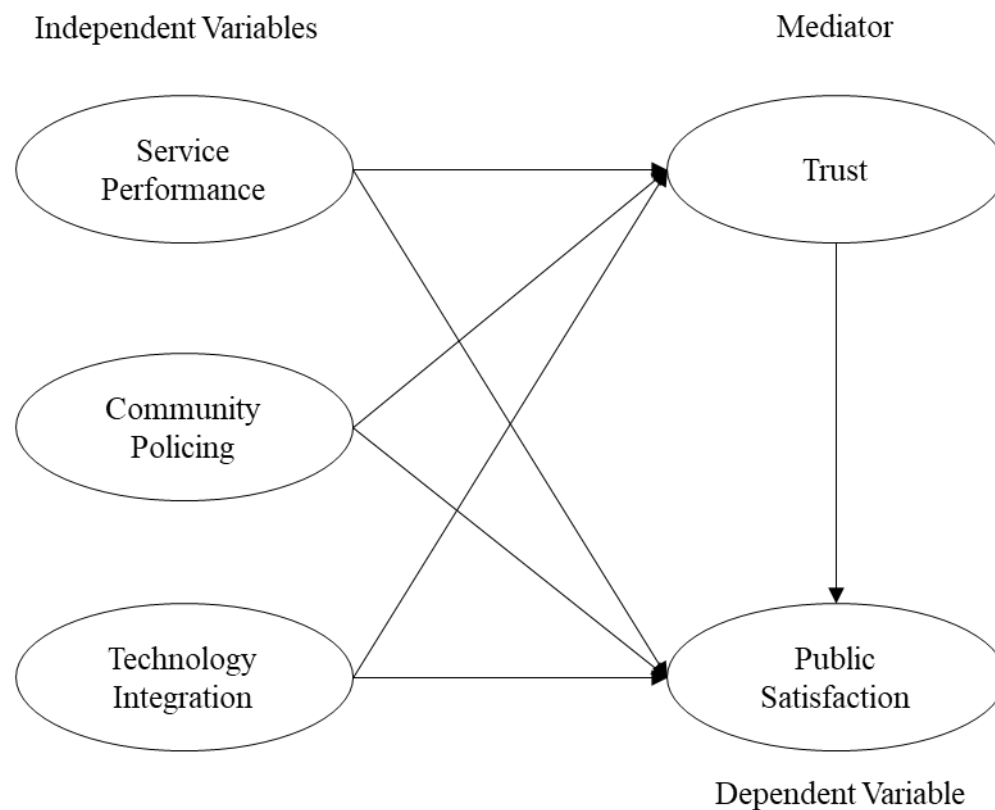 Independent Variables
Mediator
Service
Performance
Trust
Community
Policing
Technology
Integration
Public
Satisfaction
Dependent Variable